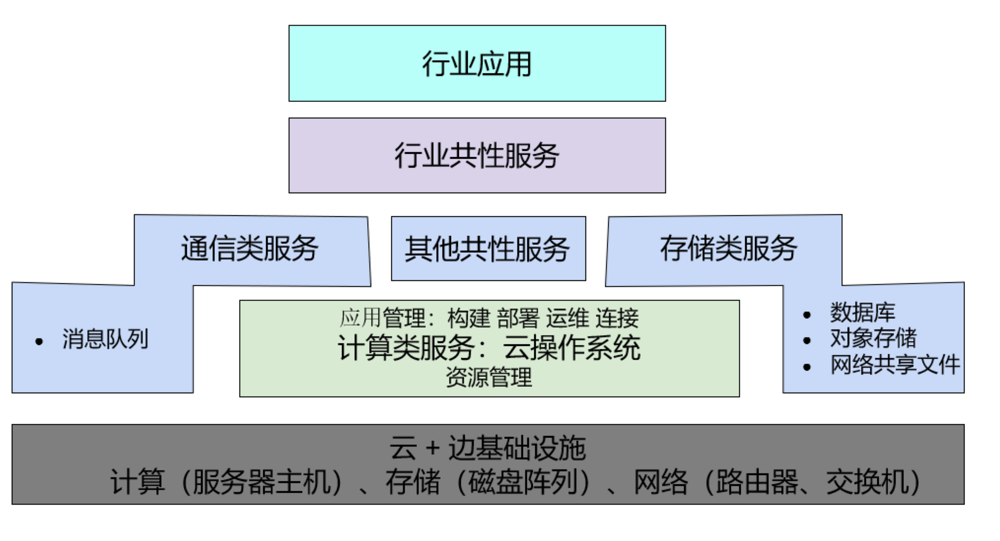 行业应用
行业共性服务
通信类服务
其他共性服务
存储类服务
• 消息队列
应用管理：构建 部署 运维 连接
计算类服务：云操作系统
资源管理
• 数据库
• 对象存储
• 网络共享文件
云 + 边基础设施
计算（服务器主机）、存储（磁盘阵列）、网络（路由器、交换机）